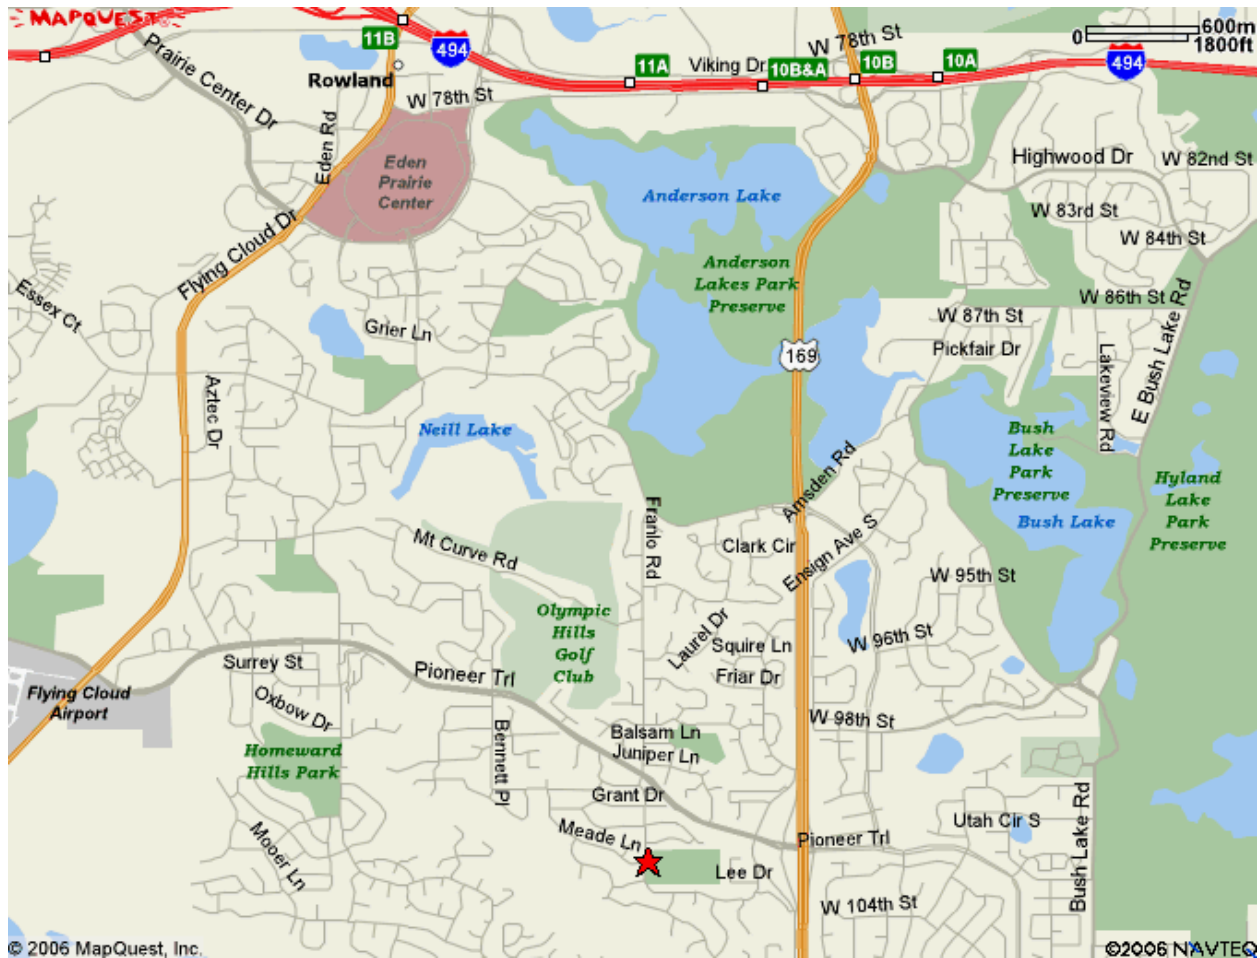 MAPQUEST
600m
0
1800ft
W 78th St
11B
494
Prairie Center Dr
11A
Viking Dr
10B&A
10B
10A
494
Rowland
W 78th St
Eden Rd
Highwood Dr
W 82nd St
Eden
Prairie
Center
Anderson Lake
W 83rd St
Flying Cloud Dr
W 84th St
Anderson
Lakes Park
Preserve
Essex Ct
W 86th St
Grier Ln
W 87th St
E Bush Lake Rd
169
Pickfair Dr
Lakeview Rd
Aztec Dr
Neill Lake
Bush
Lake
Park
Preserve
Amsden Rd
Hyland
Lake
Park
Preserve
Franlo Rd
Bush Lake
Mt Curve Rd
Clark Cir
Ensign Ave S
W 95th St
Olympic
Hills
Golf
Club
Laurel Dr
Squire Ln
W 96th St
Surrey St
Pioneer Trl
Friar Dr
Flying Cloud
Airport
Oxbow Dr
W 98th St
Bennett Pl
Balsam Ln
Juniper Ln
Homeward
Hills Park
Grant Dr
Bush Lake Rd
Utah Cir S
Meade Ln
Pioneer Trl
Mooer Ln
Lee Dr
W 104th St
© 2006 MapQuest, Inc.
©2006 NAVTEQ